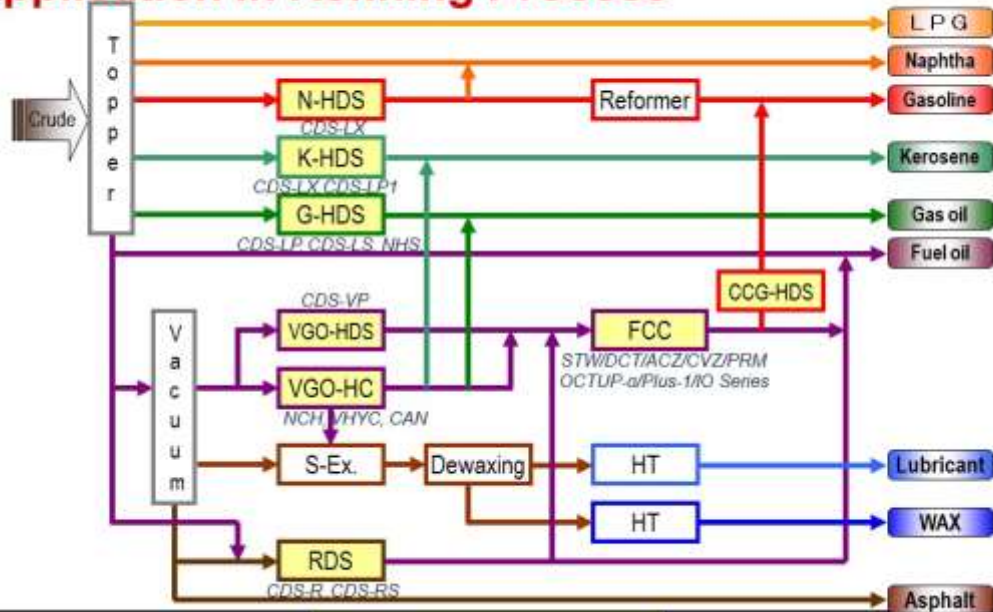 L P G
Topper
Naphtha
Crude
N-HDS
Reformer
Gasoline
CDS-LX
K-HDS
Kerosene
CDS-LX, CDS-LP1
G-HDS
Gas oil
CDS-LP, CDS-LS, NHS
Fuel oil
CCG-HDS
CDS-VP
Vacuum
VGO-HDS
FCC
STW/DCT/ACZ/CVZ/PRM
OCTUP-α/Plus-1/IO Series
VGO-HC
NCH, VHYC, CAN
S-Ex.
Dewaxing
HT
Lubricant
HT
WAX
RDS
CDS-R, CDS-RS
Asphalt